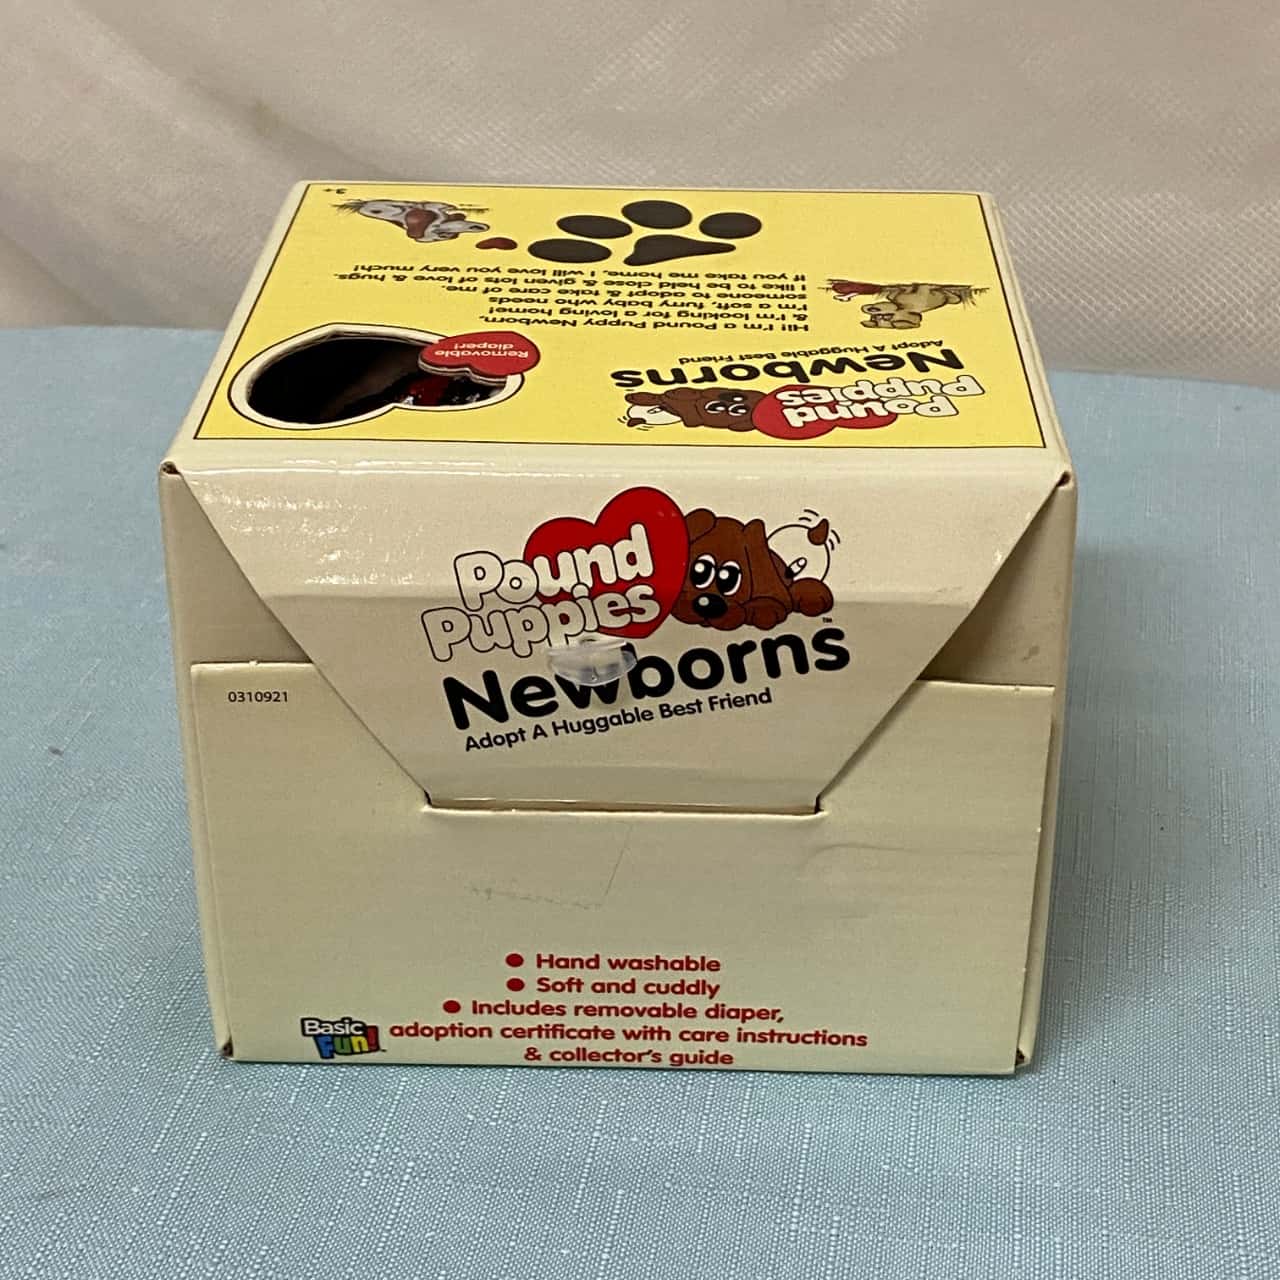 3+
Hi! I'm a Pound Puppy Newborn,
& I'm looking for a loving home!
I'm a soft, furry baby who needs
someone to adopt & take care of me.
I like to be held close & given lots of love & hugs.
If you take me home, I will love you very much!
Removable
diaper!
Pound
Puppies
Newborns
Adopt A Huggable Best Friend
Pound
Puppies
Newborns™
Adopt A Huggable Best Friend
0310921
● Hand washable
● Soft and cuddly
● Includes removable diaper,
adoption certificate with care instructions
& collector's guide
Basic
Fun!